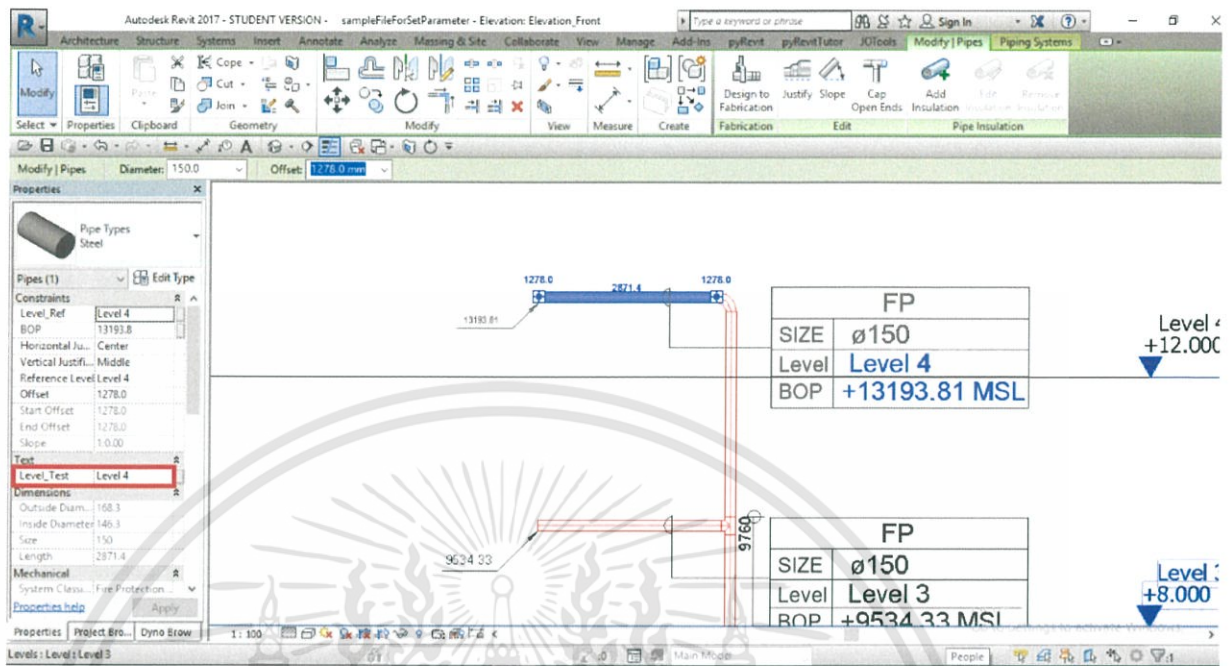 Autodesk Revit 2017 - STUDENT VERSION - sampleFileForSetParameter - Elevation: Elevation_Front
Type a keyword or phrase
Sign In
Architecture Structure Systems Insert Annotate Analyze Massing & Site Collaborate View Manage Add-Ins pyRevit pyRevitTutor JOTools Modify | Pipes Piping Systems
Modify
Paste
Cope
Cut
Join
Design to Fabrication
Justify
Slope
Cap Open Ends
Add Insulation
Edit
Remove
Select Properties Clipboard Geometry Modify View Measure Create Fabrication Edit Pipe Insulation
Modify | Pipes Diameter: 150.0 Offset: 1278.0 mm
Properties
Pipe Types
Steel
Pipes (1) Edit Type
Constraints
Level_Ref Level 4
BOP 13193.8
Horizontal Ju... Center
Vertical Justifi... Middle
Reference Level Level 4
Offset 1278.0
Start Offset 1278.0
End Offset 1278.0
Slope 1:0.00
Text
Level_Test Level 4
Dimensions
Outside Diam... 168.3
Inside Diameter 146.3
Size 150
Length 2871.4
Mechanical
System Classi... Fire Protection ...
Properties help Apply
Properties Project Bro... Dyno Brow
1278.0 2871.4 1278.0
13193.81
FP
SIZE ø150
Level Level 4
BOP +13193.81 MSL
Level 4
+12.000
9760
9534.33
FP
SIZE ø150
Level Level 3
BOP +9534.33 MSL
Level 3
+8.000
1 : 100
Levels : Level : Level 3
:0
Main Model
People
:1